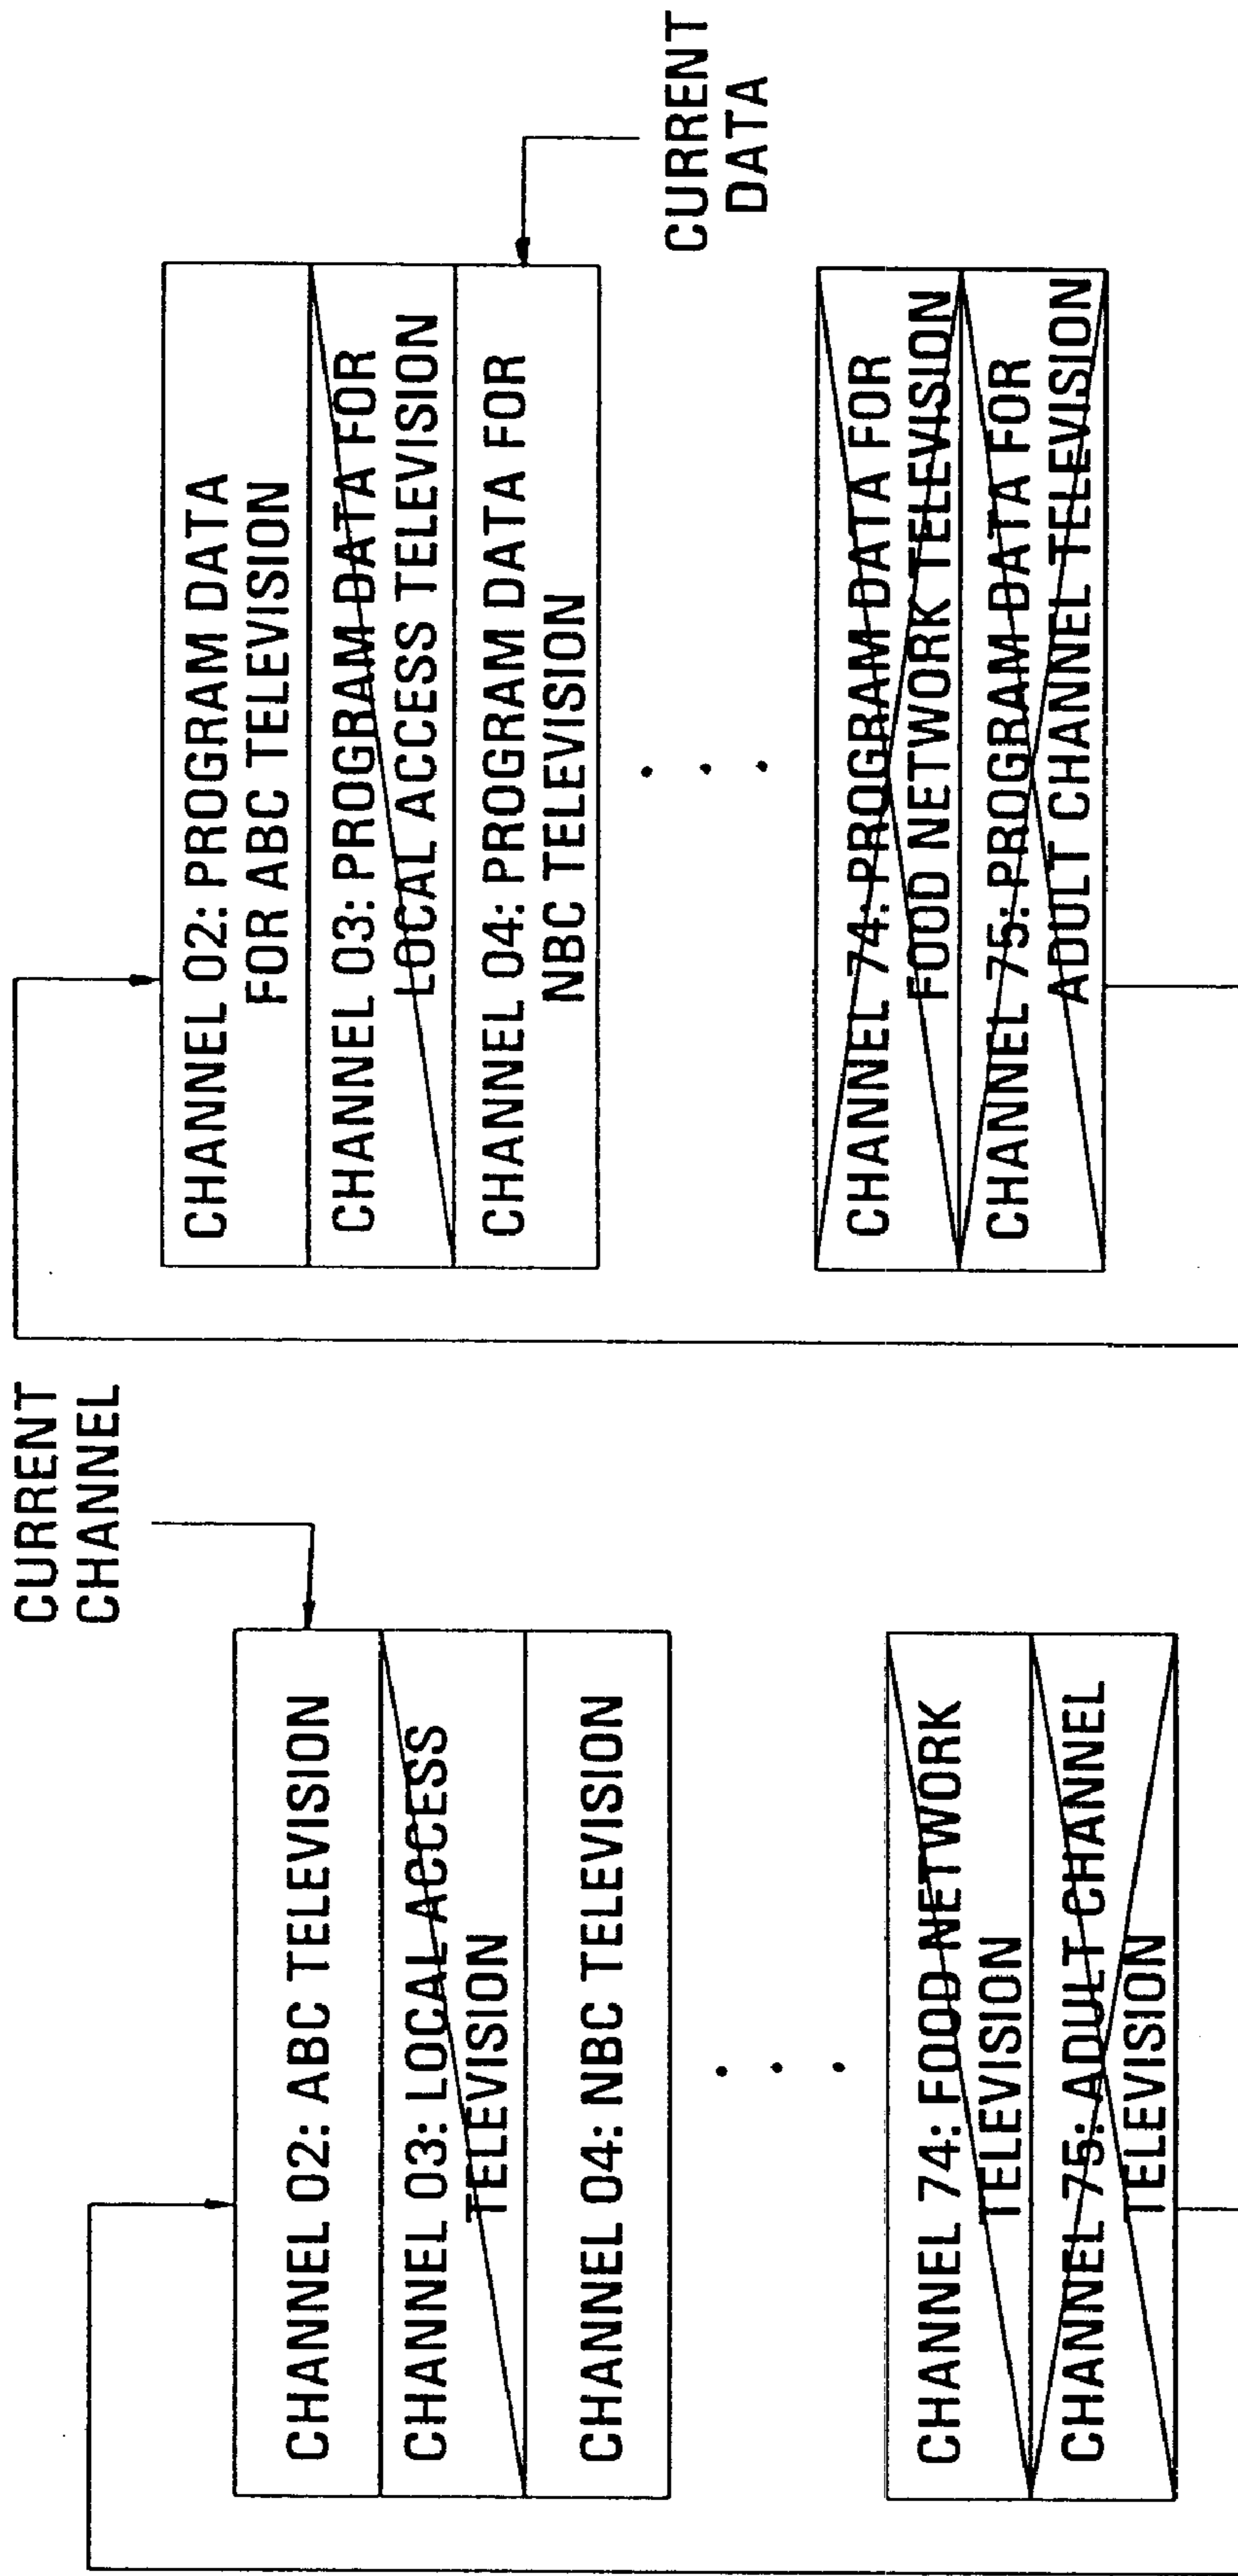 CURRENT
CHANNEL
CHANNEL 02: ABC TELEVISION
CHANNEL 03: LOCAL ACCESS
TELEVISION
CHANNEL 04: NBC TELEVISION
CHANNEL 74: FOOD NETWORK
TELEVISION
CHANNEL 75: ADULT CHANNEL
TELEVISION
CHANNEL 02: PROGRAM DATA
FOR ABC TELEVISION
CHANNEL 03: PROGRAM DATA FOR
LOCAL ACCESS TELEVISION
CHANNEL 04: PROGRAM DATA FOR
NBC TELEVISION
CURRENT
DATA
CHANNEL 74: PROGRAM DATA FOR
FOOD NETWORK TELEVISION
CHANNEL 75: PROGRAM DATA FOR
ADULT CHANNEL TELEVISION